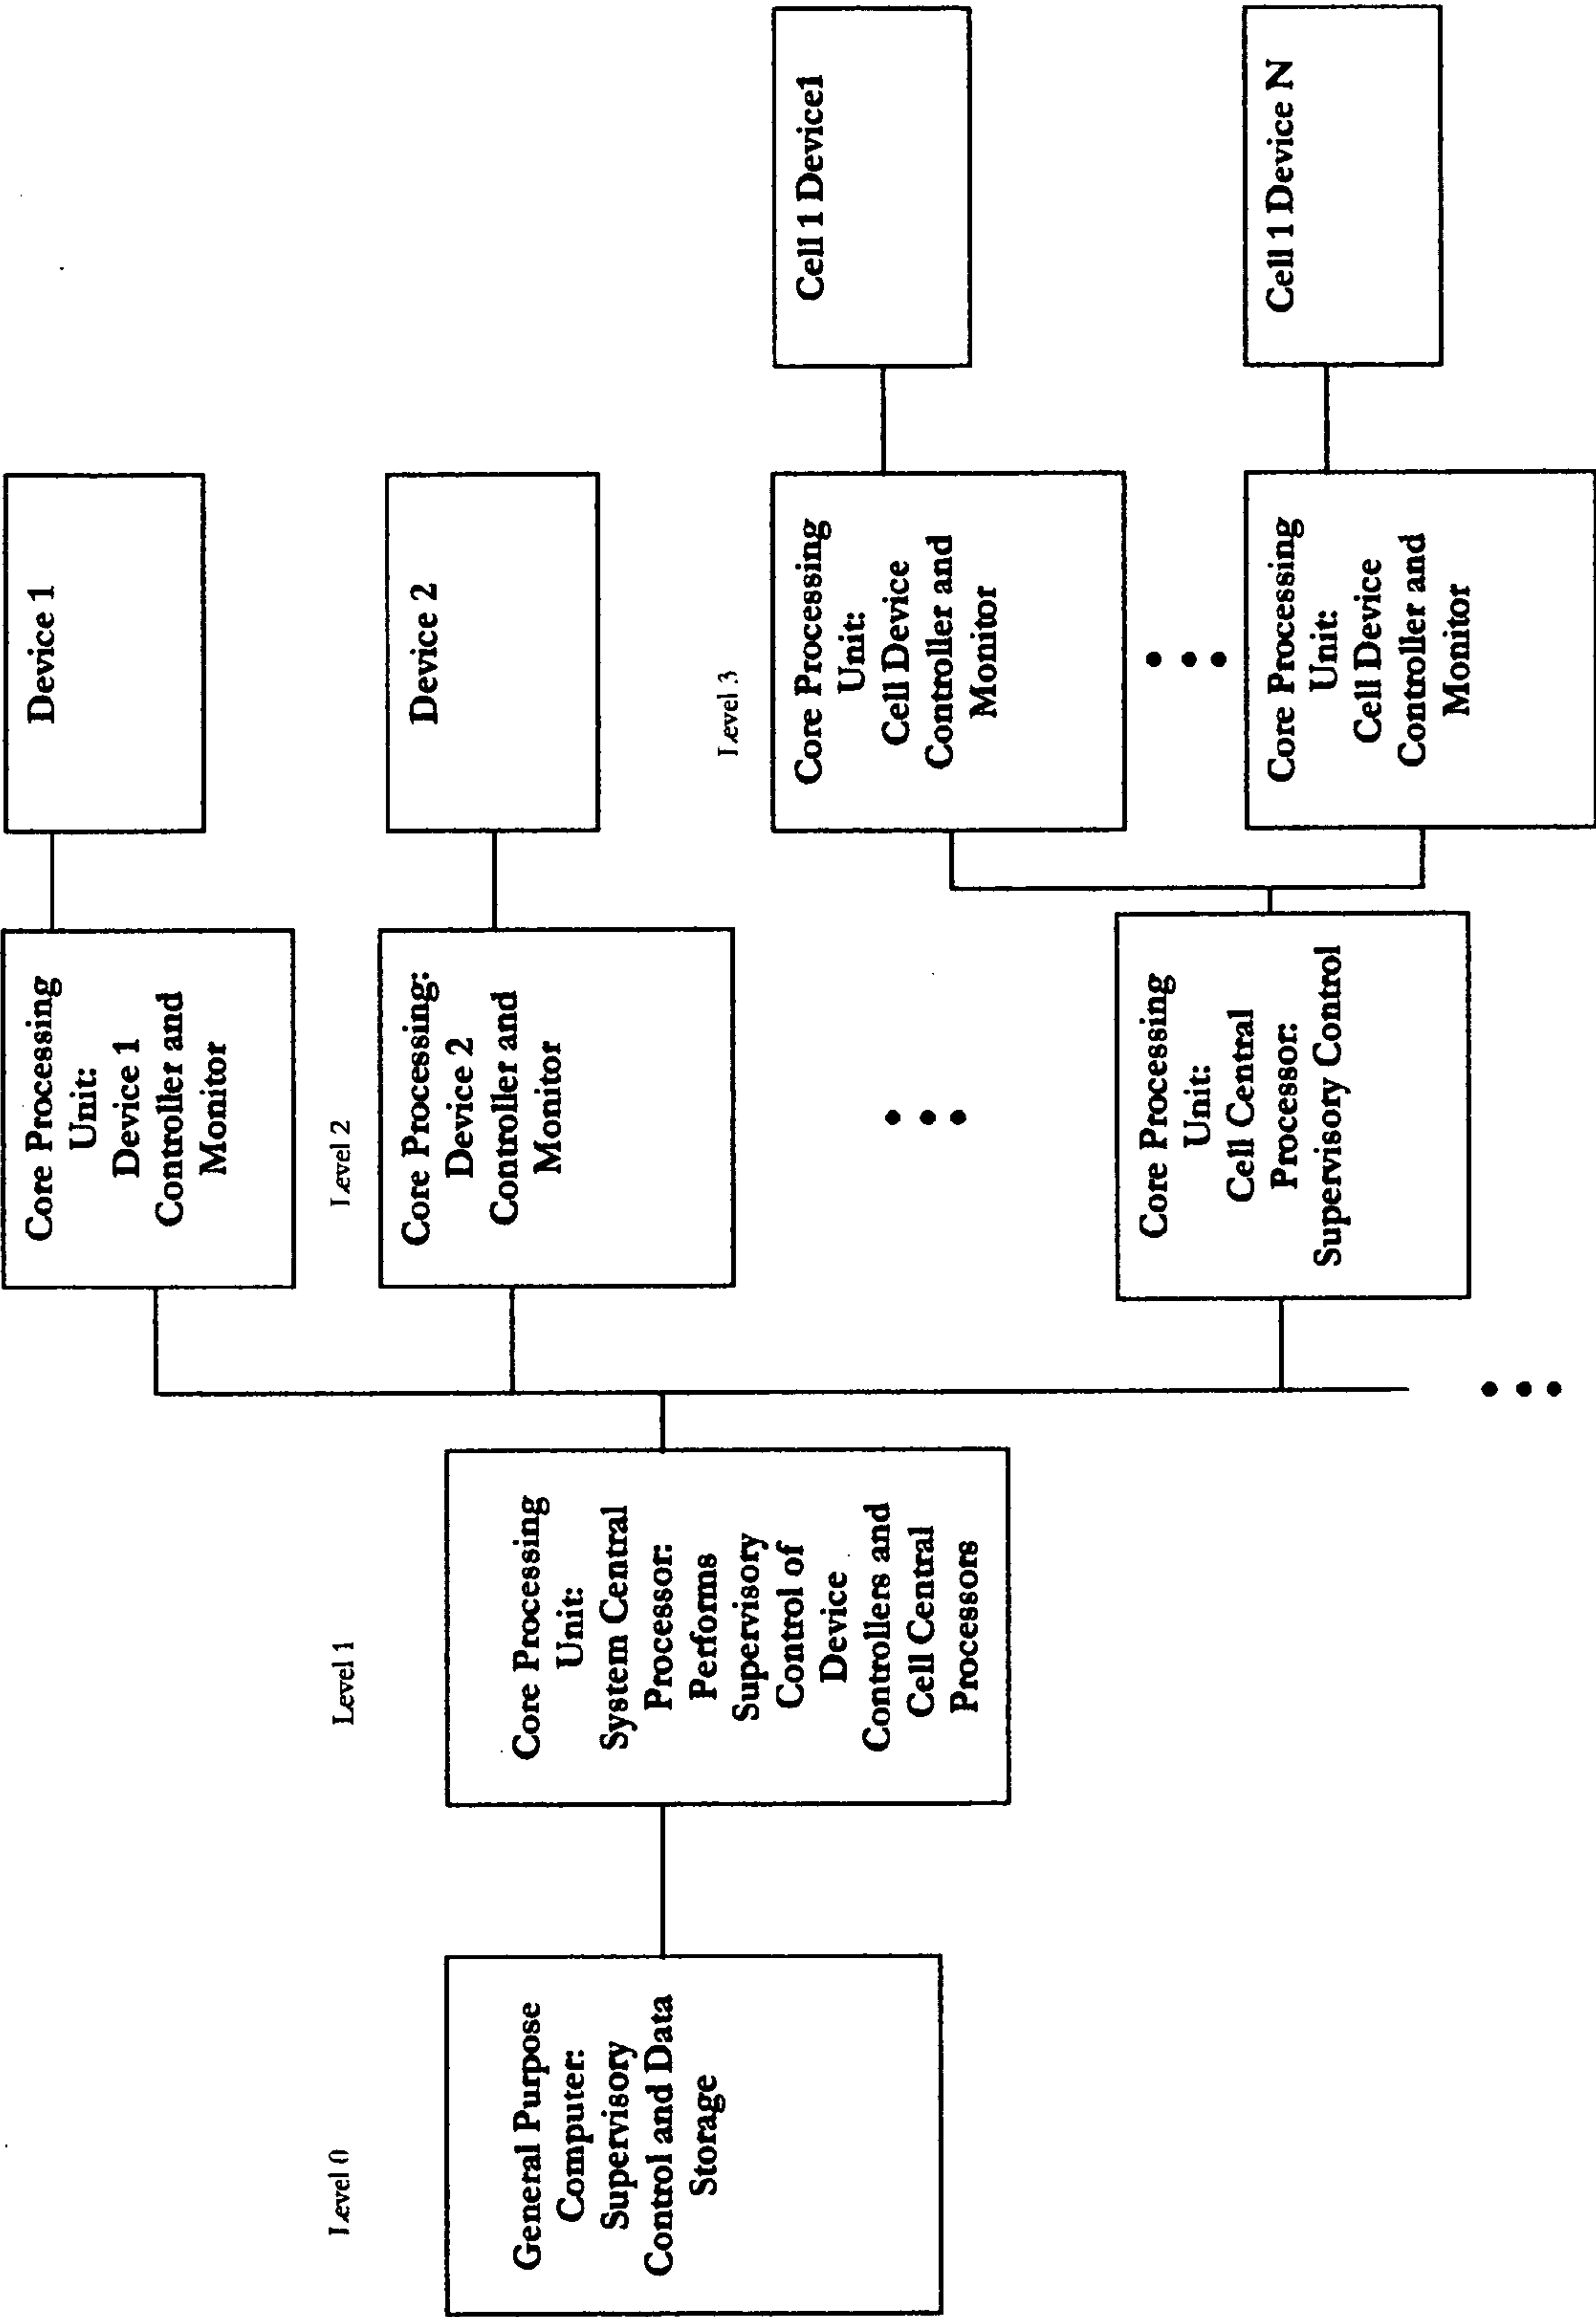 Level 0
General Purpose
Computer:
Supervisory
Control and Data
Storage
Level 1
Core Processing
Unit:
System Central
Processor:
Performs
Supervisory
Control of
Device
Controllers and
Cell Central
Processors
Core Processing
Unit:
Device 1
Controller and
Monitor
Level 2
Core Processing:
Device 2
Controller and
Monitor
Core Processing
Unit:
Cell Central
Processor:
Supervisory Control
Device 1
Device 2
Level 3
Core Processing
Unit:
Cell Device
Controller and
Monitor
Core Processing
Unit:
Cell Device
Controller and
Monitor
Cell 1 Device1
Cell 1 Device N